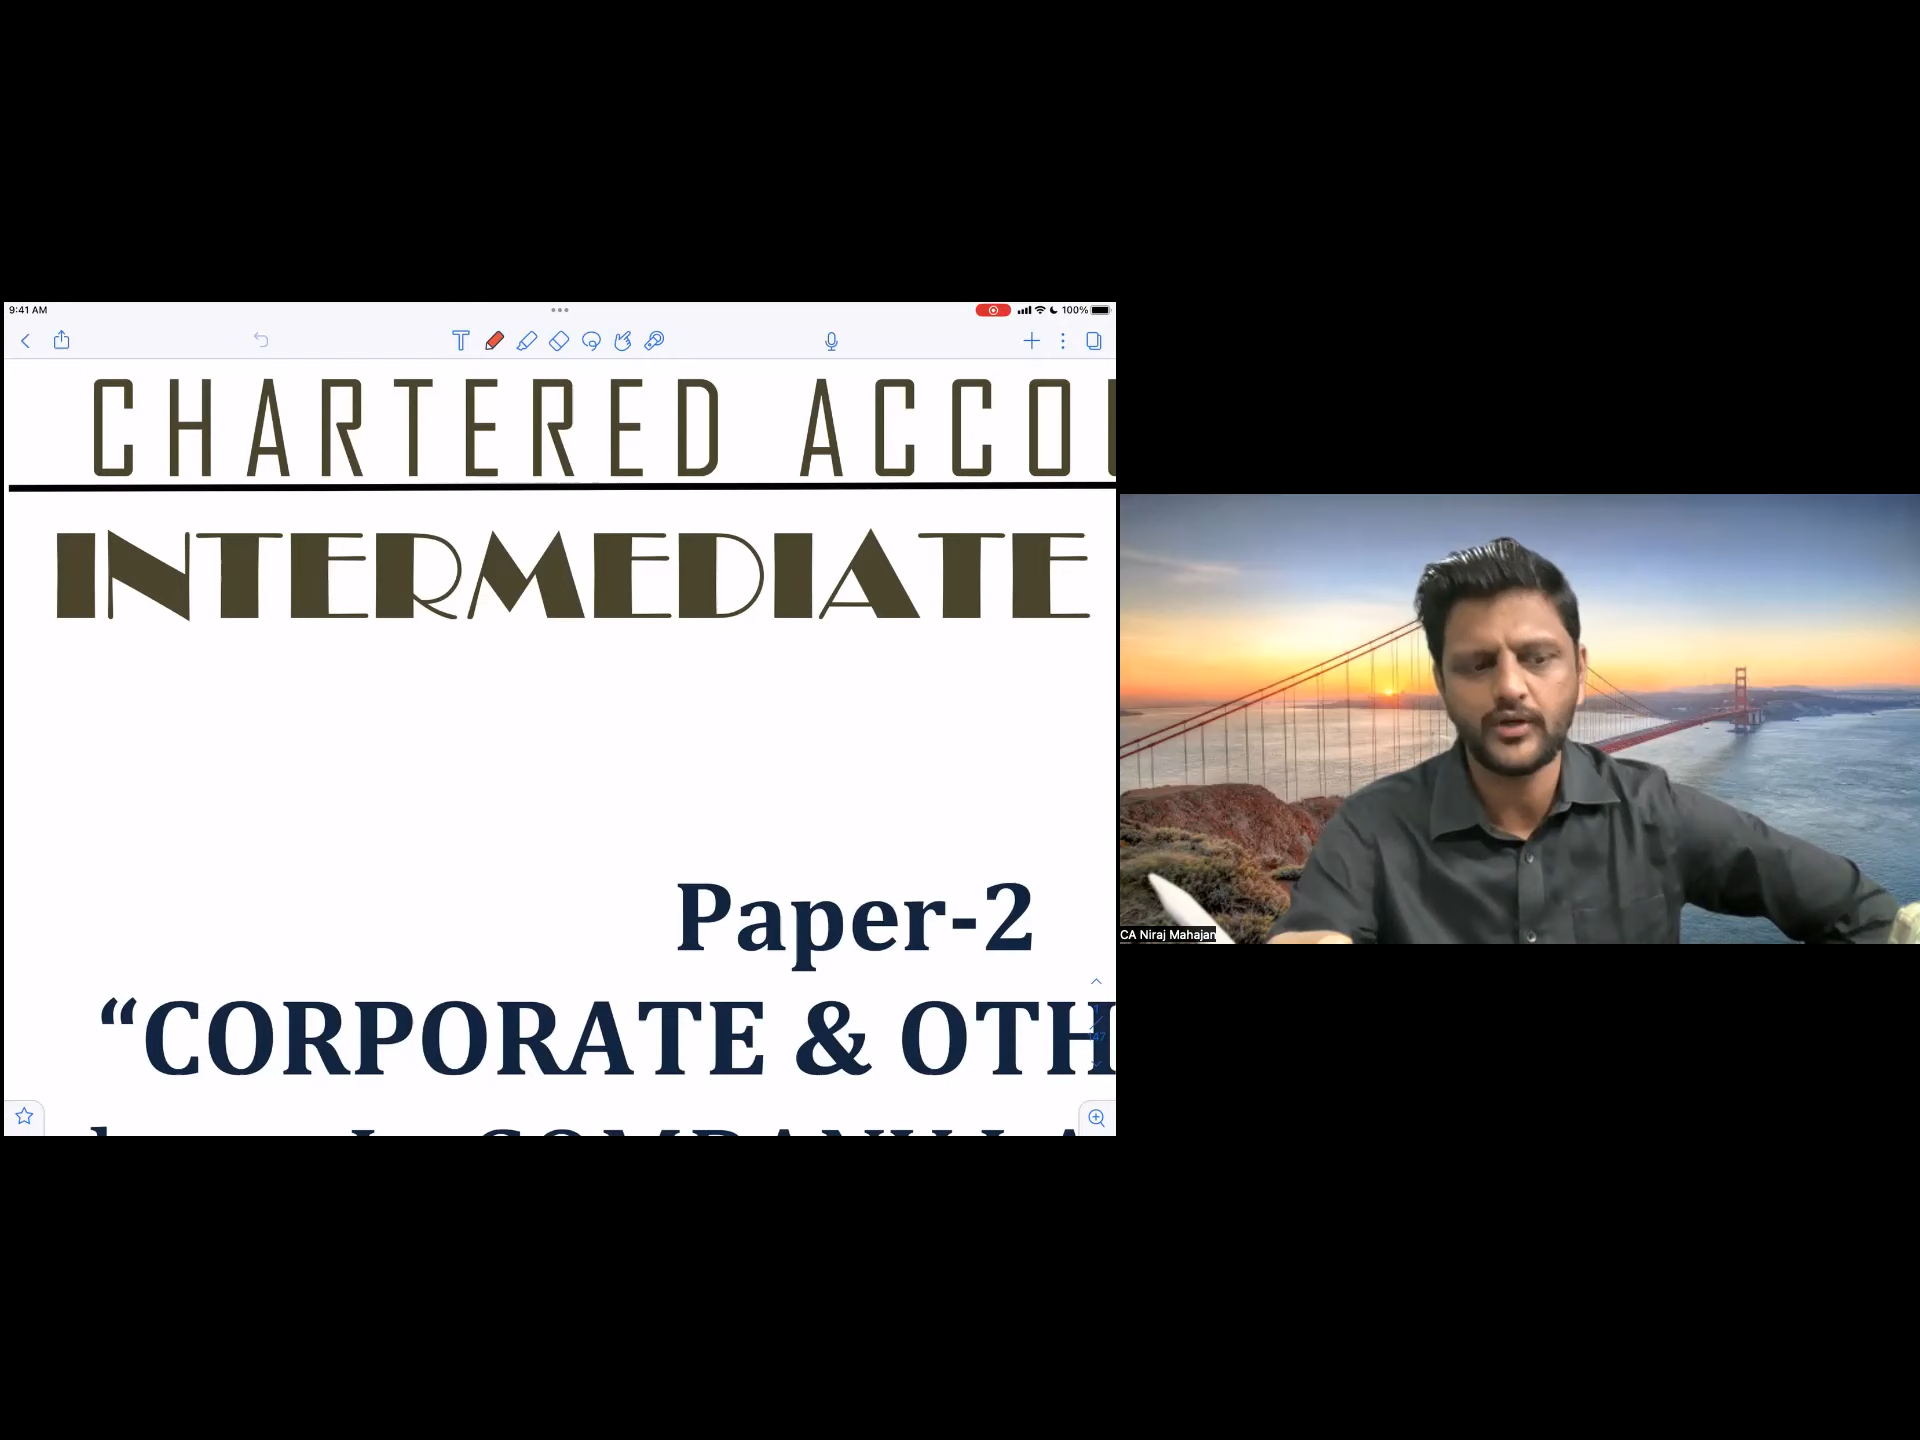 9:41 AM
100%
CHARTERED ACCO
INTERMEDIATE
Paper-2
“CORPORATE & OTH
CA Niraj Mahajan